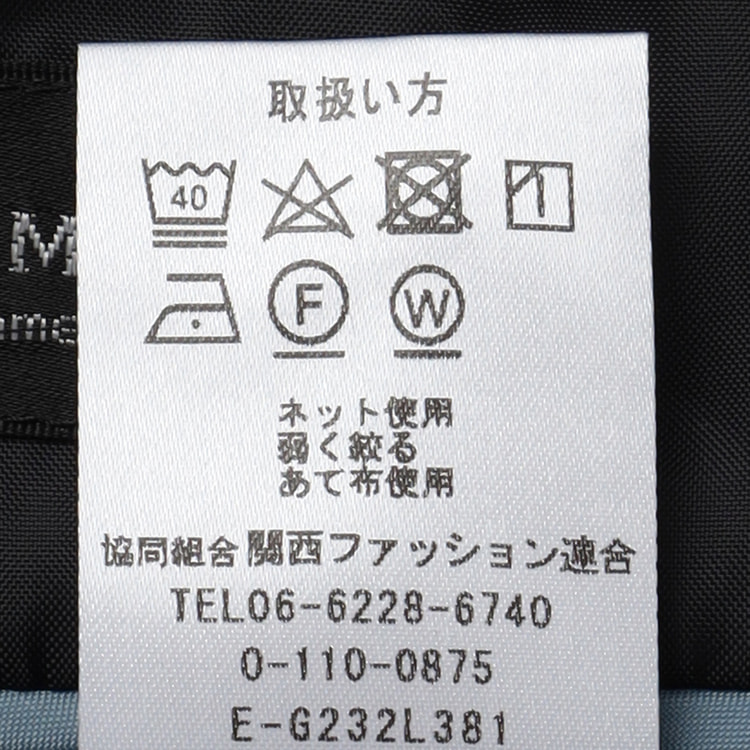 取扱い方
40
F W
ネット使用
弱く絞る
あて布使用
協同組合関西ファッション連合
TEL06-6228-6740
0-110-0875
E-G232L381
M
ame